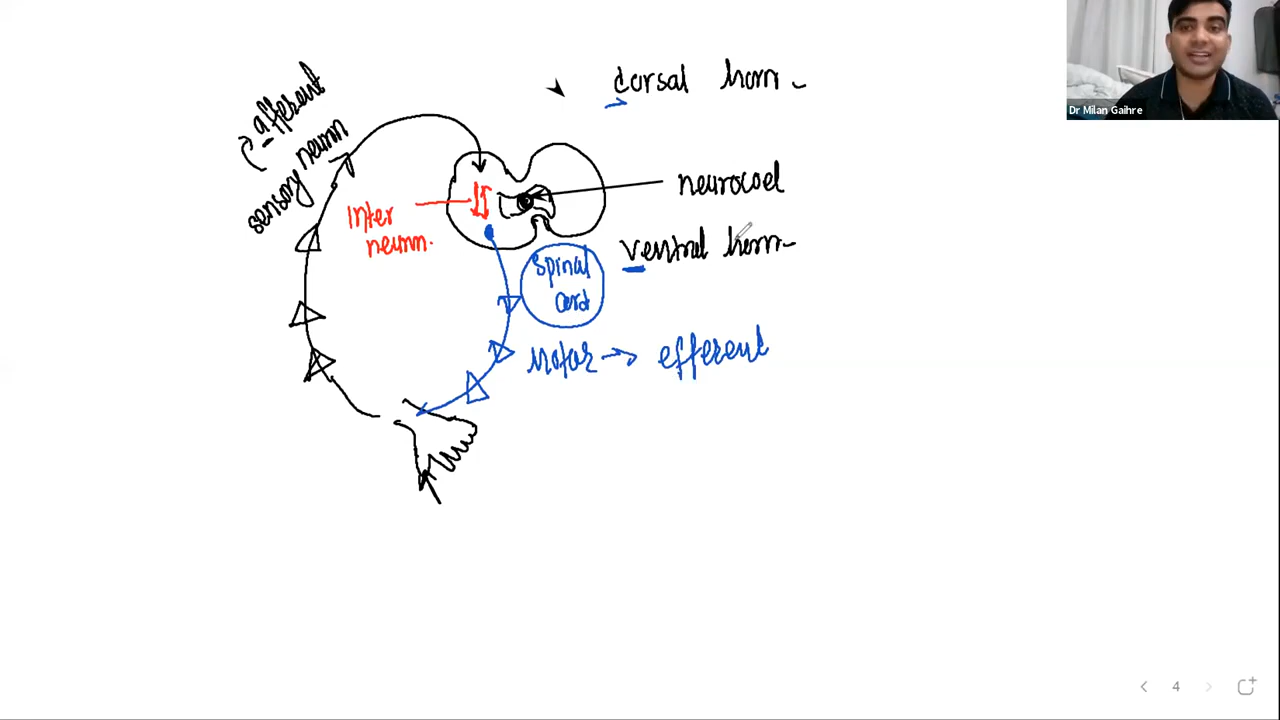 dorsal horn
Dr Milan Gaihre
afferent
sensory neuron
neurocoel
Inter
neuron.
ventral horn
spinal
cord
Motor → efferent
4